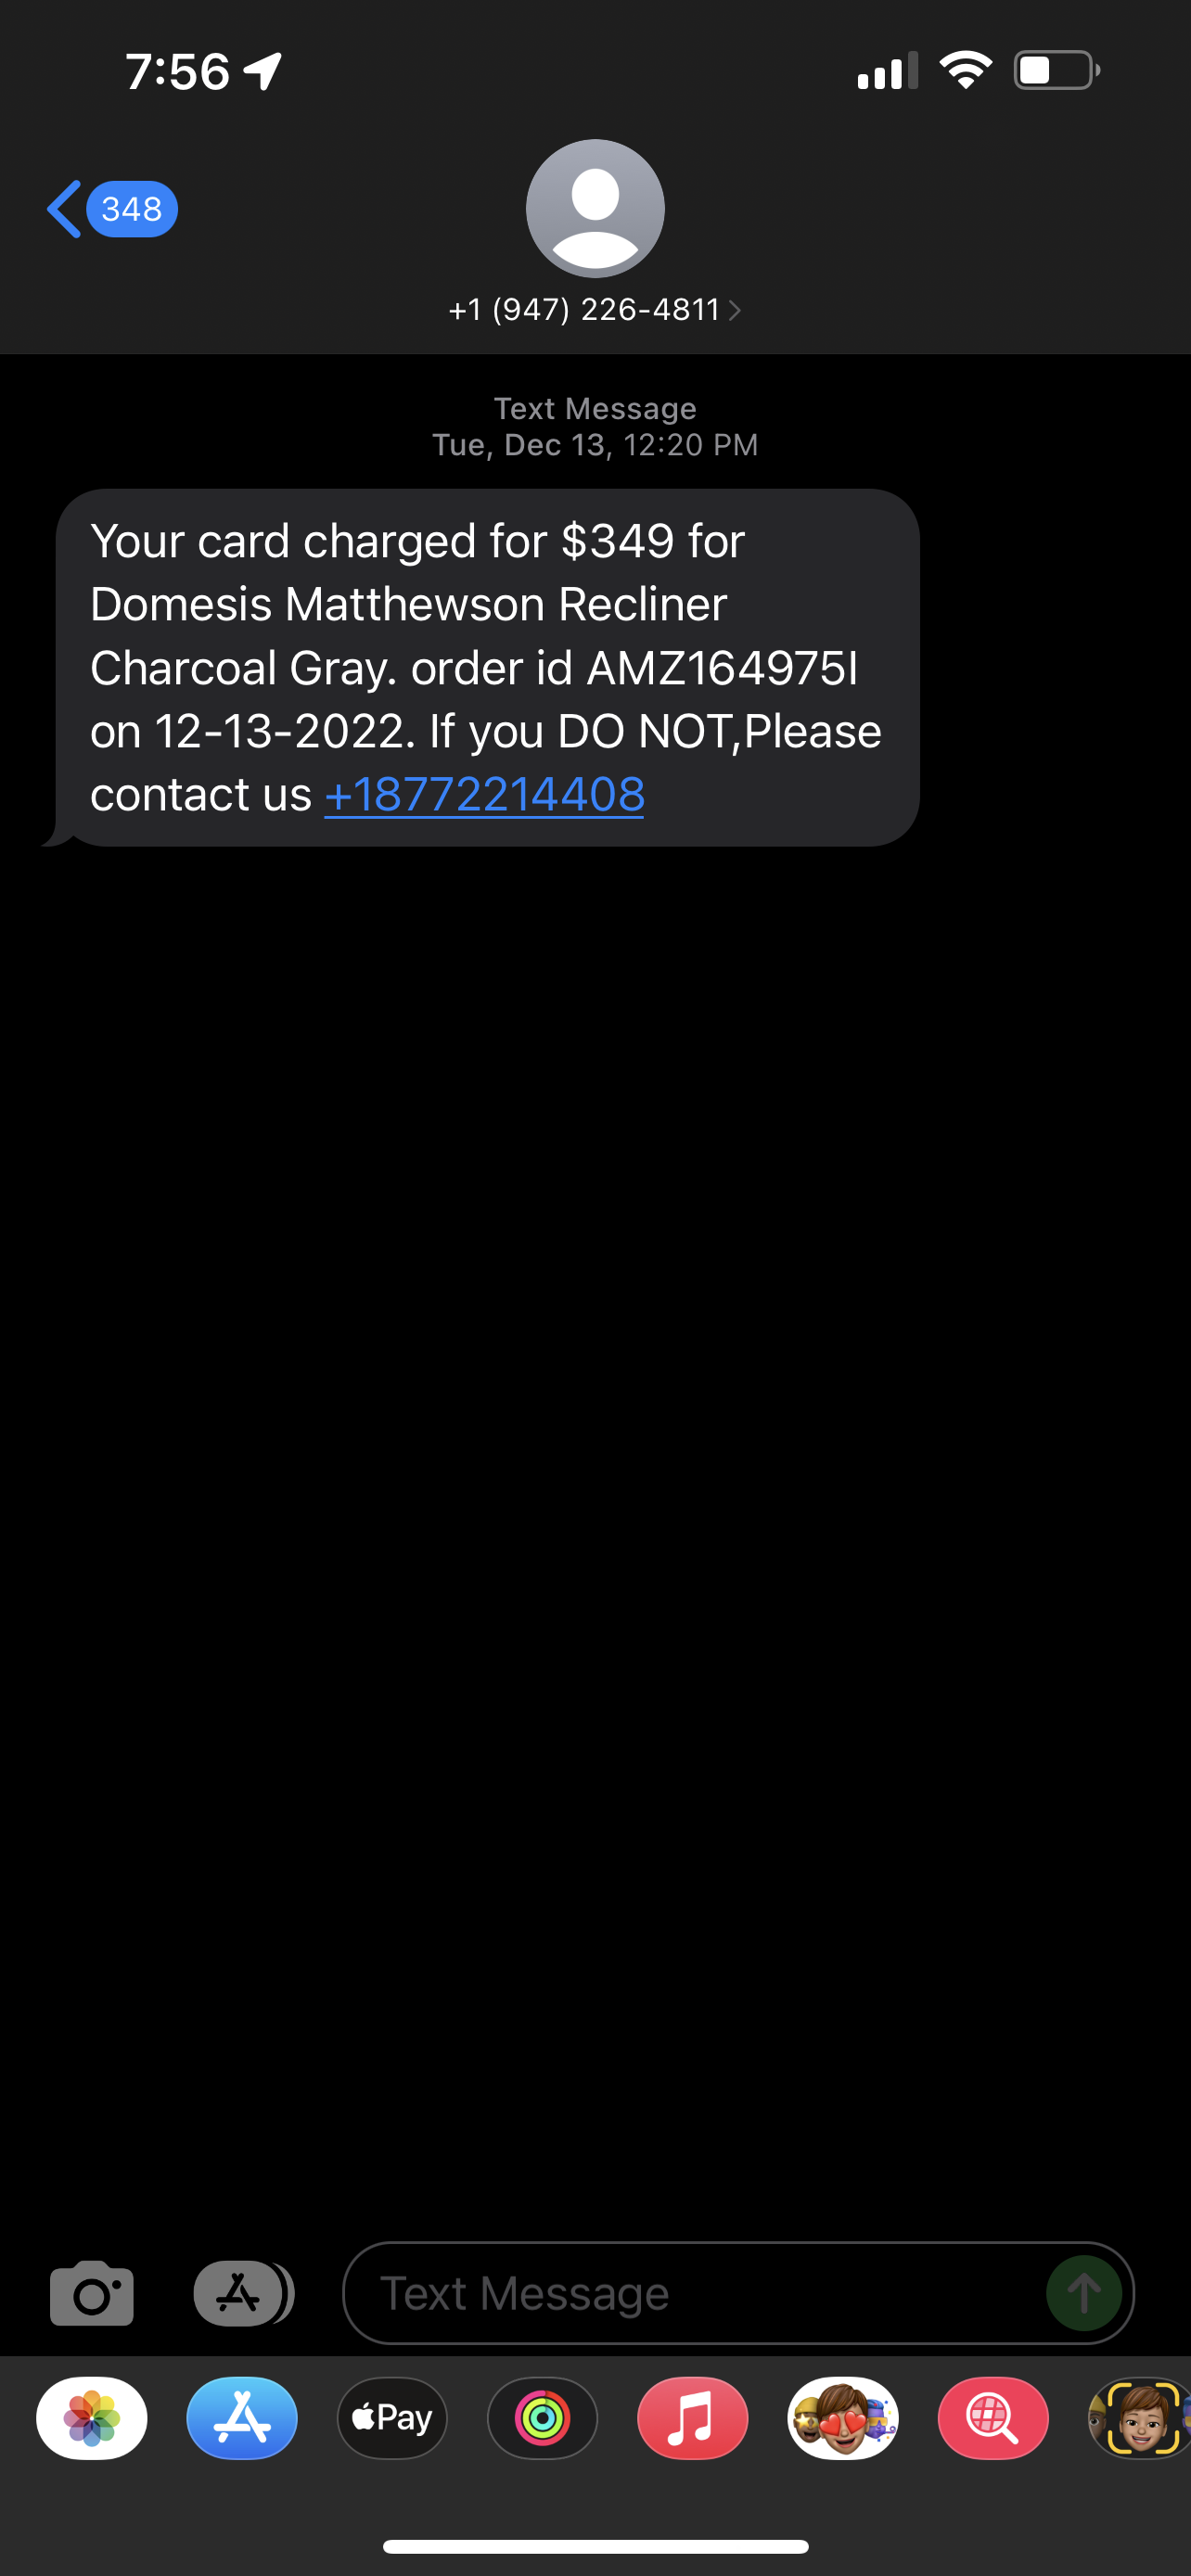 7:56
348
+1 (947) 226-4811
Text Message
Tue, Dec 13, 12:20 PM
Your card charged for $349 for
Domesis Matthewson Recliner
Charcoal Gray. order id AMZ164975I
on 12-13-2022. If you DO NOT,Please
contact us +18772214408
Text Message
Pay